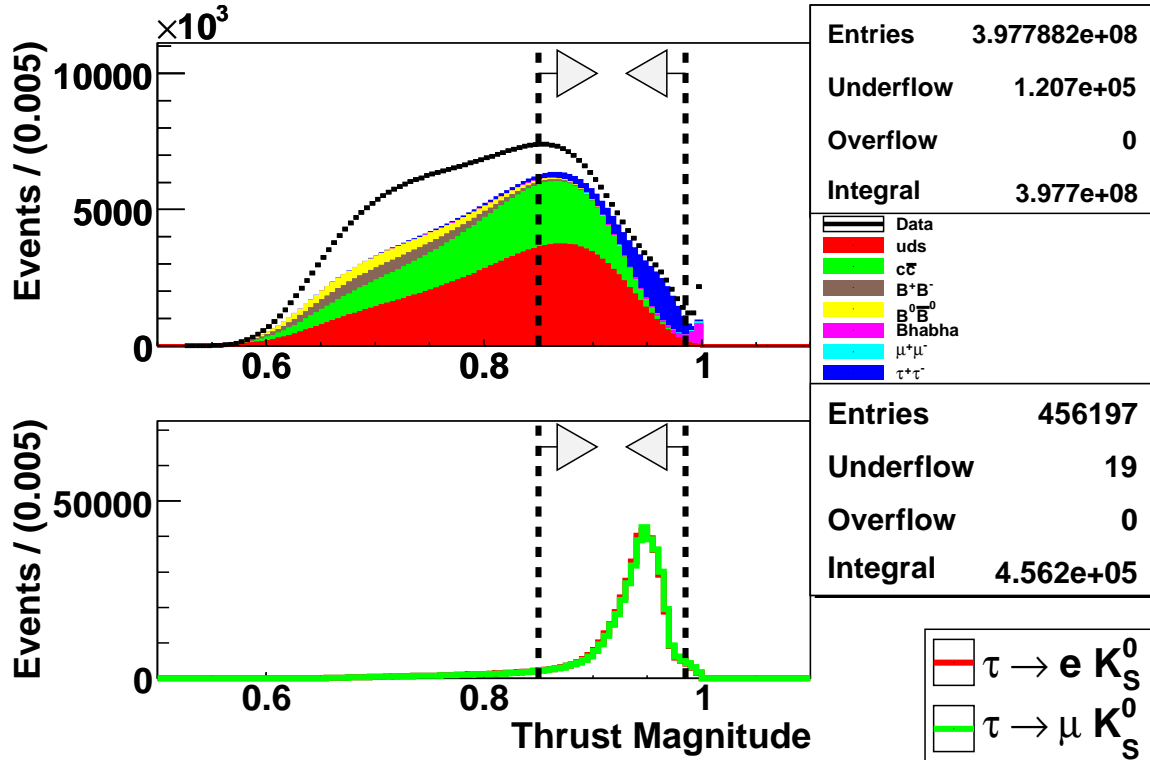 ×10³
Events / (0.005)
10000
5000
0
0.6
0.8
1
Entries 3.977882e+08
Underflow 1.207e+05
Overflow 0
Integral 3.977e+08
Data
uds
cc̅
B⁺B⁻
B⁰B̅⁰
Bhabha
μ⁺μ⁻
τ⁺τ⁻
Events / (0.005)
50000
0
0.6
0.8
1
Thrust Magnitude
Entries 456197
Underflow 19
Overflow 0
Integral 4.562e+05
τ → e K⁰_S
τ → μ K⁰_S